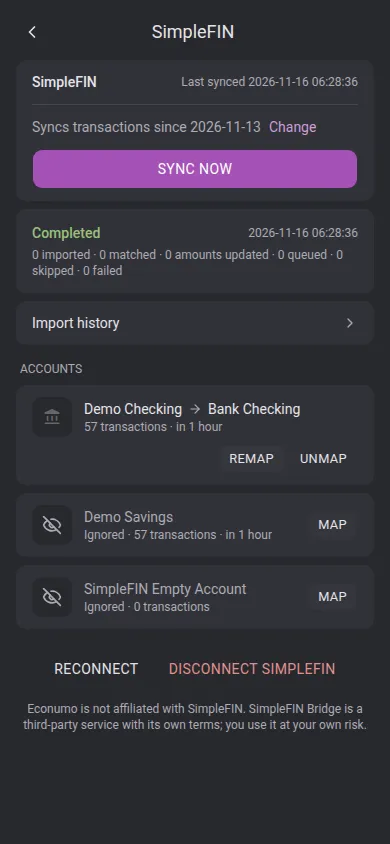 SimpleFIN
SimpleFIN
Last synced 2026-11-16 06:28:36
Syncs transactions since 2026-11-13 Change
SYNC NOW
Completed
2026-11-16 06:28:36
0 imported · 0 matched · 0 amounts updated · 0 queued · 0
skipped · 0 failed
Import history
ACCOUNTS
Demo Checking → Bank Checking
57 transactions · in 1 hour
REMAP
UNMAP
Demo Savings
Ignored · 57 transactions · in 1 hour
MAP
SimpleFIN Empty Account
Ignored · 0 transactions
MAP
RECONNECT
DISCONNECT SIMPLEFIN
Econumo is not affiliated with SimpleFIN. SimpleFIN Bridge is a
third-party service with its own terms; you use it at your own risk.